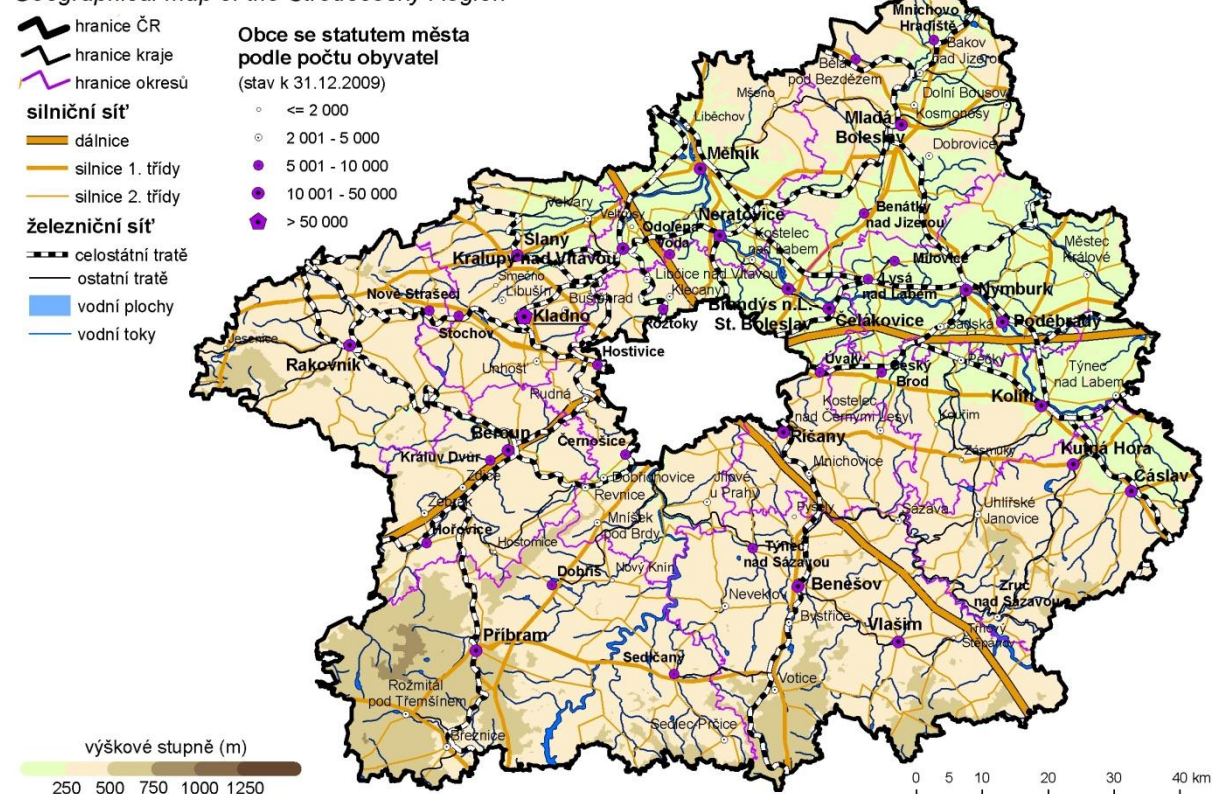 Geographical map of the Středočeský Region
hranice ČR
hranice kraje
hranice okresů
silniční síť
dálnice
silnice 1. třídy
silnice 2. třídy
železniční síť
celostátní tratě
ostatní tratě
vodní plochy
vodní toky
Obce se statutem města
podle počtu obyvatel
(stav k 31.12.2009)
<= 2 000
2 001 - 5 000
5 001 - 10 000
10 001 - 50 000
> 50 000
Mnichovo
Hradiště
Bakov
nad Jizerou
Bělá
pod Bezdězem
Mšeno
Dolní Bousov
Kosmonosy
Liběchov
Mladá
Boleslav
Dobrovice
Mělník
Benátky
nad Jizerou
Velvary
Veltrusy
Neratovice
Odolena
Voda
Kostelec
nad Labem
Slaný
Kralupy nad Vltavou
Milovice
Městec
Králové
Smečno
Libušín
Libčice nad Vltavou
Lysá
nad Labem
Nymburk
Nové Strašecí
Buštěhrad
Klecany
Brandýs n.L.
St. Boleslav
Čelákovice
Kladno
Roztoky
Sadská
Poděbrady
Stochov
Jesenice
Rakovník
Hostivice
Unhošť
Úvaly
Český
Brod
Pečky
Týnec
nad Labem
Rudná
Kostelec
nad Černými Lesy
Kolín
Kouřim
Beroun
Černošice
Říčany
Zásmuky
Kutná Hora
Králův Dvůr
Zdice
Dobřichovice
Řevnice
Jílové
u Prahy
Mnichovice
Čáslav
Žebrák
Mníšek
pod Brdy
Pyšely
Sázava
Uhlířské
Janovice
Hořovice
Hostomice
Týnec
nad Sázavou
Dobříš
Nový Knín
Benešov
Neveklov
Zruč
nad Sázavou
Bystřice
Vlašim
Trhový
Štěpánov
Příbram
Sedlčany
Votice
Rožmitál
pod Třemšínem
Sedlec-Prčice
Březnice
výškové stupně (m)
250 500 750 1000 1250
0 5 10 20 30 40 km